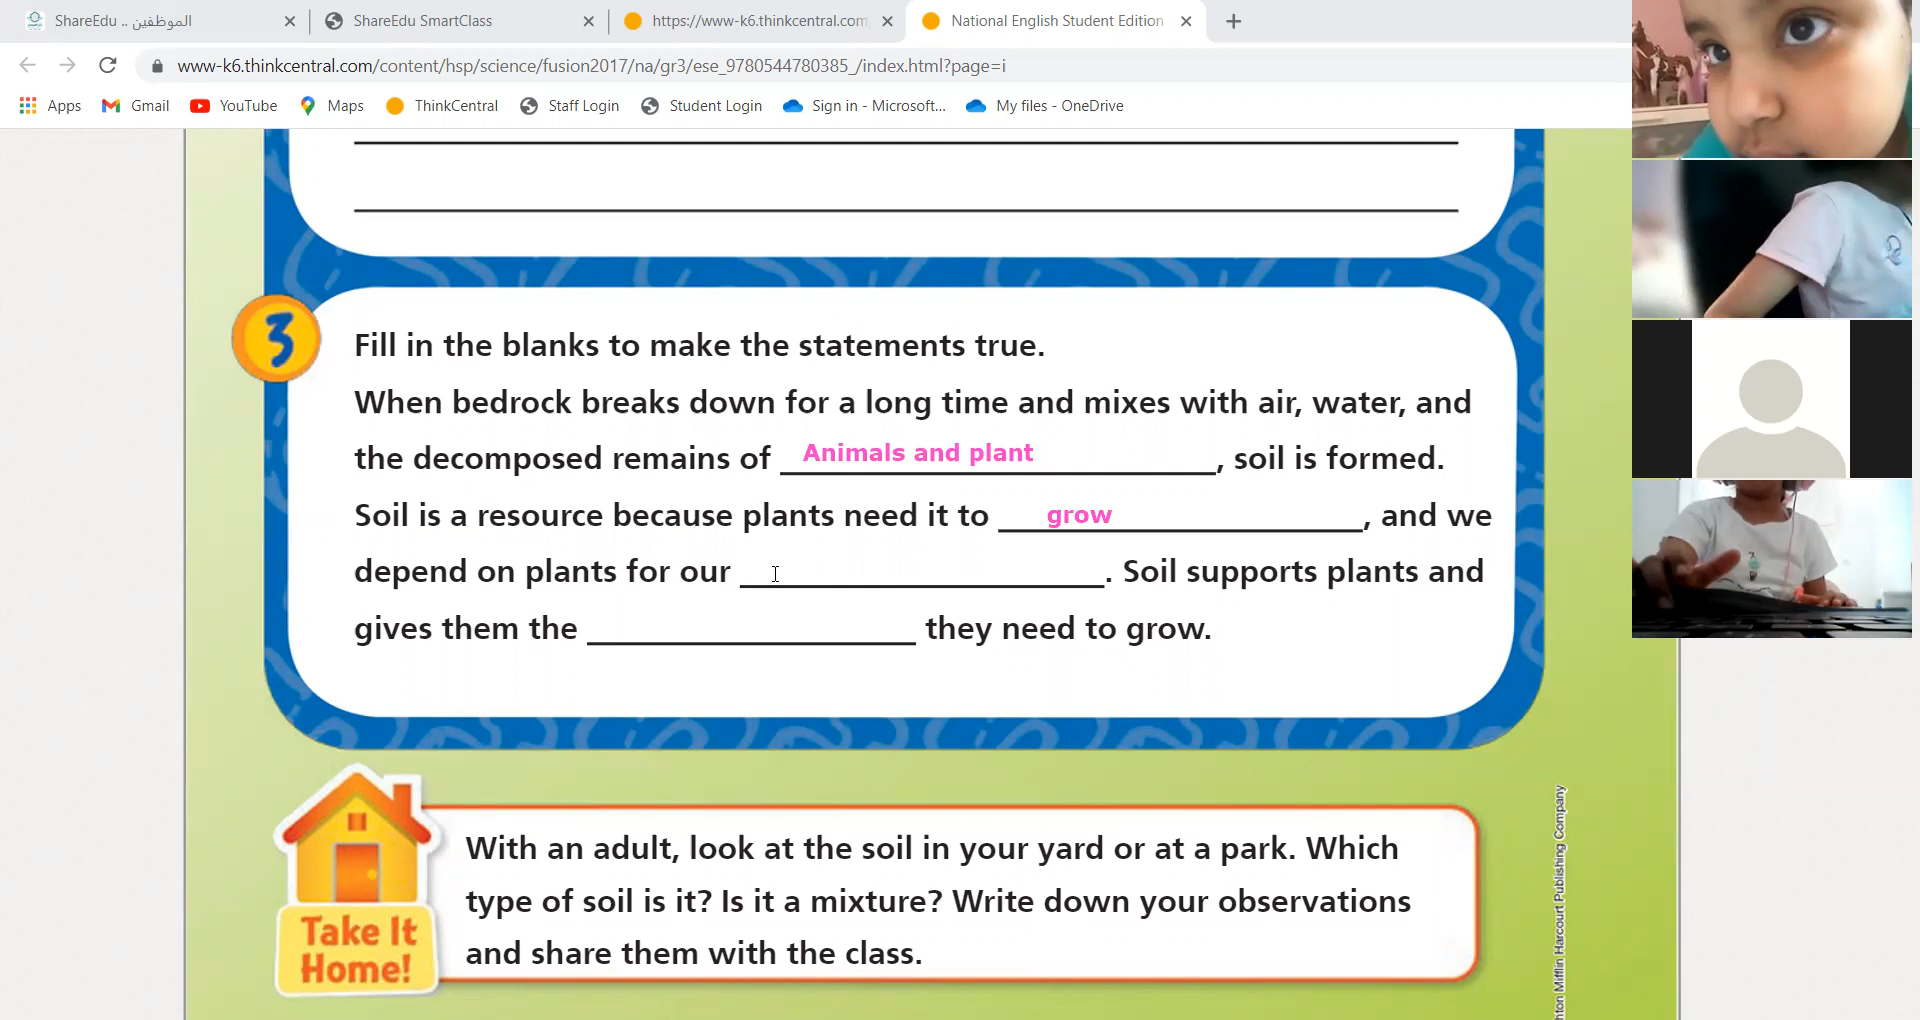 ShareEdu .. الموظفين
ShareEdu SmartClass
https://www-k6.thinkcentral.com
National English Student Edition
www-k6.thinkcentral.com/content/hsp/science/fusion2017/na/gr3/ese_9780544780385_/index.html?page=i
Apps
Gmail
YouTube
Maps
ThinkCentral
Staff Login
Student Login
Sign in - Microsoft...
My files - OneDrive
3
Fill in the blanks to make the statements true.
When bedrock breaks down for a long time and mixes with air, water, and
the decomposed remains of Animals and plant, soil is formed.
Soil is a resource because plants need it to grow, and we
depend on plants for our ____. Soil supports plants and
gives them the ____ they need to grow.
Take It
Home!
With an adult, look at the soil in your yard or at a park. Which
type of soil is it? Is it a mixture? Write down your observations
and share them with the class.
Mifflin Harcourt Publishing Company